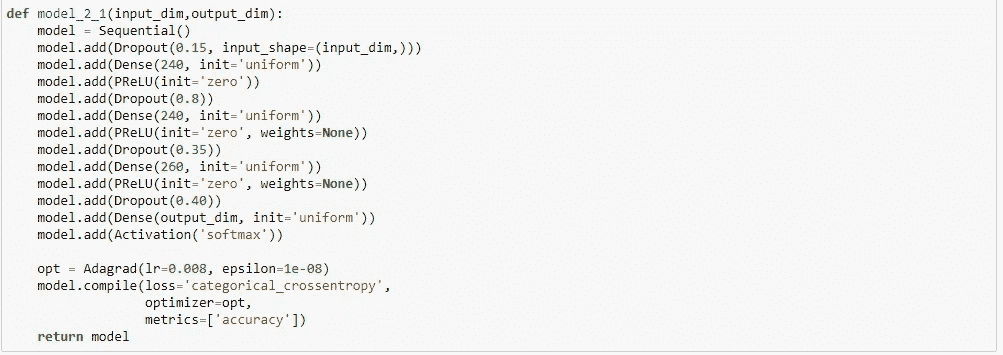 def model_2_1(input_dim,output_dim):
    model = Sequential()
    model.add(Dropout(0.15, input_shape=(input_dim,)))
    model.add(Dense(240, init='uniform'))
    model.add(PReLU(init='zero'))
    model.add(Dropout(0.8))
    model.add(Dense(240, init='uniform'))
    model.add(PReLU(init='zero', weights=None))
    model.add(Dropout(0.35))
    model.add(Dense(260, init='uniform'))
    model.add(PReLU(init='zero', weights=None))
    model.add(Dropout(0.40))
    model.add(Dense(output_dim, init='uniform'))
    model.add(Activation('softmax'))

    opt = Adagrad(lr=0.008, epsilon=1e-08)
    model.compile(loss='categorical_crossentropy',
                  optimizer=opt,
                  metrics=['accuracy'])
    return model